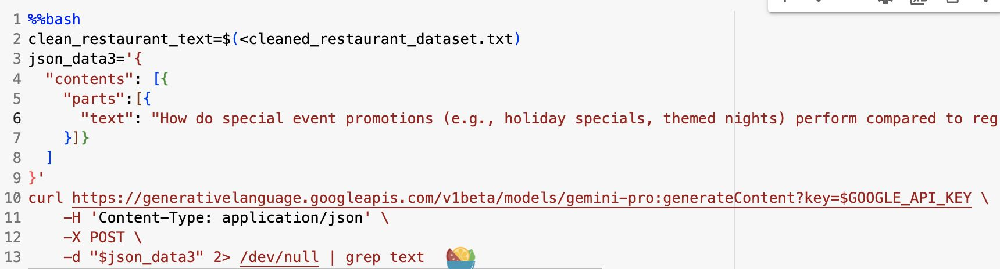 1 %%bash
2 clean_restaurant_text=$(<cleaned_restaurant_dataset.txt)
3 json_data3='{
4 "contents": [{
5 "parts":[{
6 "text": "How do special event promotions (e.g., holiday specials, themed nights) perform compared to reg
7 }]}
8 ]
9 }'
10 curl https://generativelanguage.googleapis.com/v1beta/models/gemini-pro:generateContent?key=$GOOGLE_API_KEY \
11 -H 'Content-Type: application/json' \
12 -X POST \
13 -d "$json_data3" 2> /dev/null | grep text